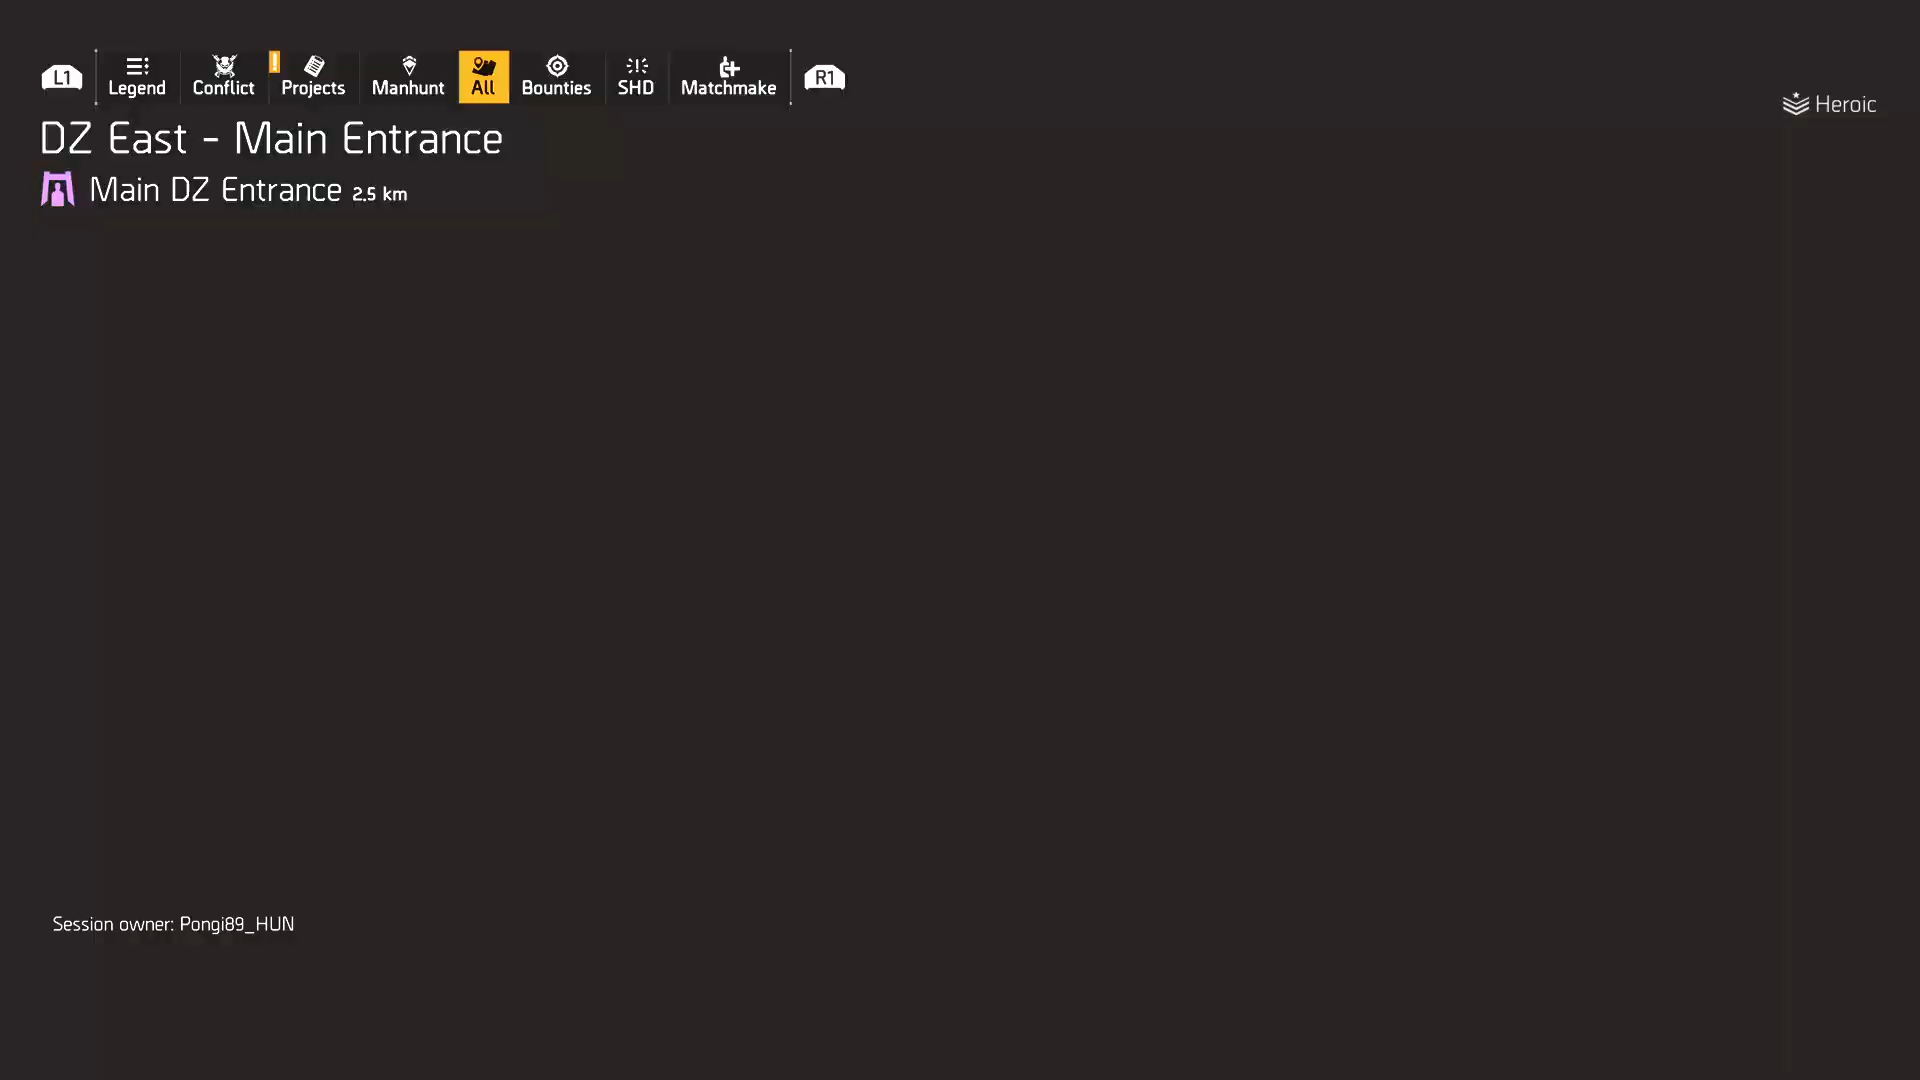 L1 Legend Conflict ! Projects Manhunt All Bounties SHD Matchmake R1
Heroic
DZ East - Main Entrance
Main DZ Entrance 2.5 km
Session owner: Pongi89_HUN